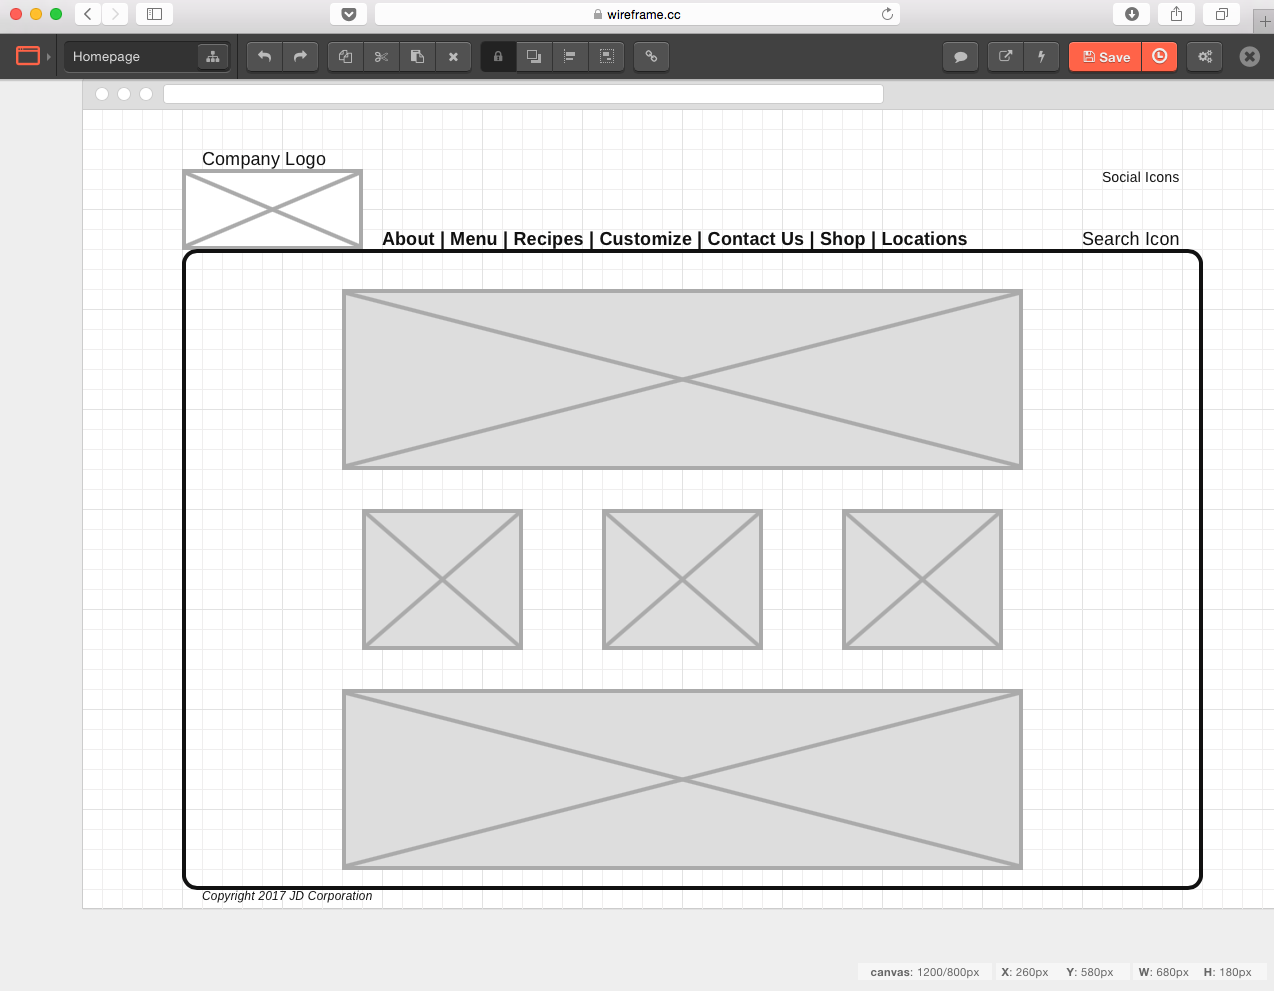 wireframe.cc
Homepage
Save
Company Logo
Social Icons
About | Menu | Recipes | Customize | Contact Us | Shop | Locations
Search Icon
Copyright 2017 JD Corporation
canvas: 1200/800px X: 260px Y: 580px W: 680px H: 180px